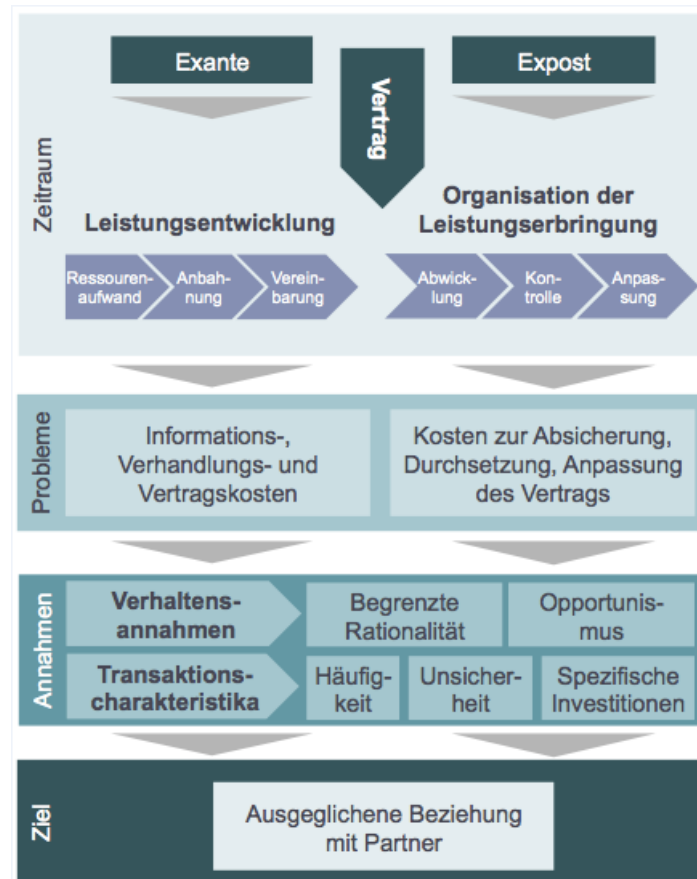 Exante
Expost
Vertrag
Zeitraum
Leistungsentwicklung
Organisation der
Leistungserbringung
Ressouren-
aufwand
Anbah-
nung
Verein-
barung
Abwick-
lung
Kon-
trolle
Anpas-
sung
Probleme
Informations-,
Verhandlungs- und
Vertragskosten
Kosten zur Absicherung,
Durchsetzung, Anpassung
des Vertrags
Annahmen
Verhaltens-
annahmen
Begrenzte
Rationalität
Opportunis-
mus
Transaktions-
charakteristika
Häufig-
keit
Unsicher-
heit
Spezifische
Investitionen
Ziel
Ausgeglichene Beziehung
mit Partner